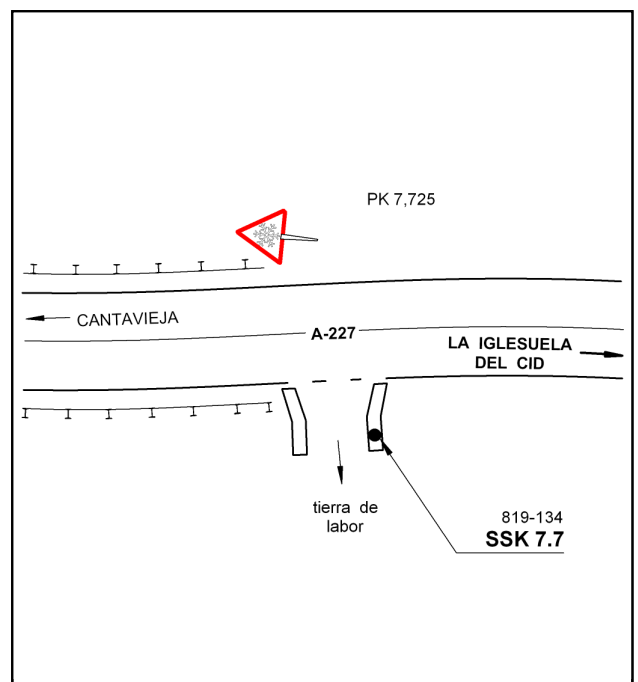 PK 7,725
CANTAVIEJA
A-227
LA IGLESUELA
DEL CID
tierra de
labor
819-134
SSK 7.7